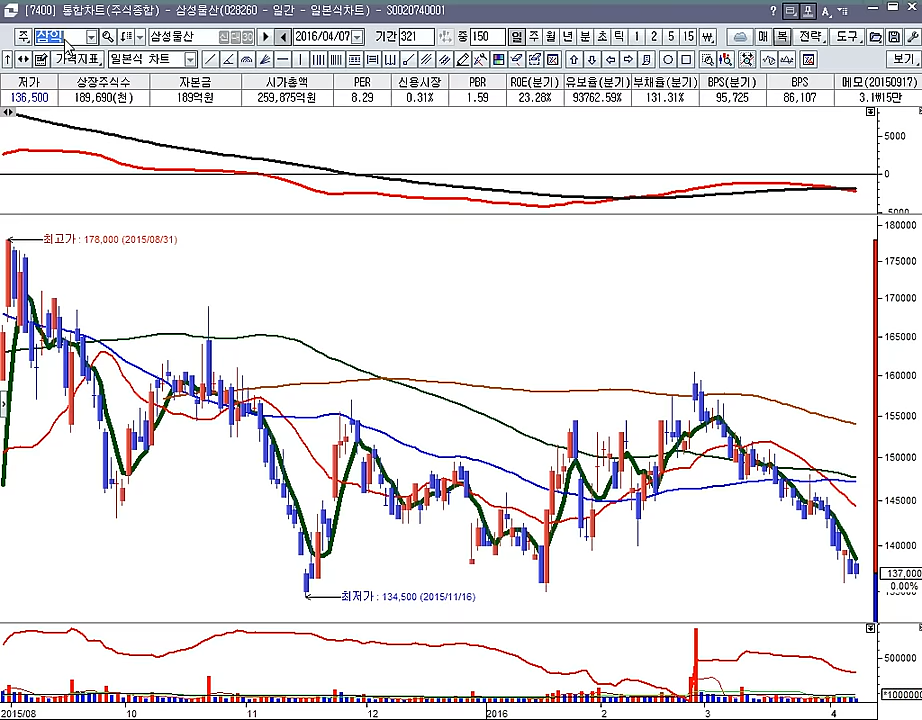 [7400] 통합차트(주식종합) - 삼성물산(028260 - 일간 - 일본식차트) - S0020740001
주 삼성물산 2016/04/07 기간 321 150 일 주 월 년 분 초 틱 1 2 3 5 15 매 복 전략 도구
가격지표 일본식 차트 보기
저가 상장주식수 자본금 시가총액 PER 신용시장 PBR ROE(분기) 유보율(분기) 부채율(분기) BPS(분기) BPS 메모(20150917)
136,500 189,690(천) 189억원 259,875억원 8.29 0.31% 1.59 23.28% 93762.59% 131.31% 95,725 86,107
5000
0
5000
180000
최고가 : 178,000 (2015/08/31)
175000
170000
165000
160000
155000
150000
145000
140000
137,000
0.00%
최저가 : 134,500 (2015/11/16)
500000
*1000000
2015/08 10 11 12 2016 2 3 4